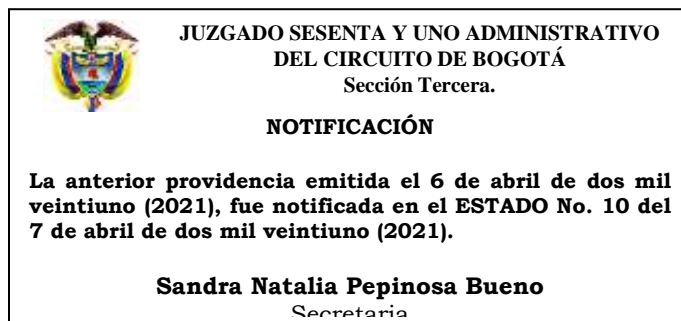 JUZGADO SESENTA Y UNO ADMINISTRATIVO
DEL CIRCUITO DE BOGOTÁ
Sección Tercera.
NOTIFICACIÓN
La anterior providencia emitida el 6 de abril de dos mil
veintiuno (2021), fue notificada en el ESTADO No. 10 del
7 de abril de dos mil veintiuno (2021).
Sandra Natalia Pepinosa Bueno
Secretaria